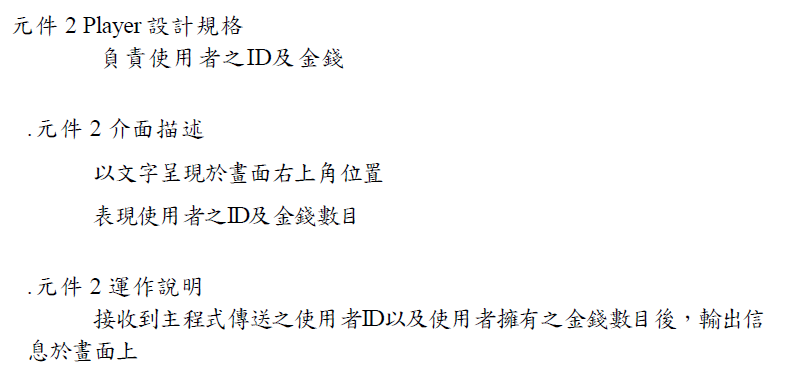 元件 2 Player 設計規格
負責使用者之ID及金錢
.元件 2 介面描述
以文字呈現於畫面右上角位置
表現使用者之ID及金錢數目
.元件 2 運作說明
接收到主程式傳送之使用者ID以及使用者擁有之金錢數目後，輸出信
息於畫面上